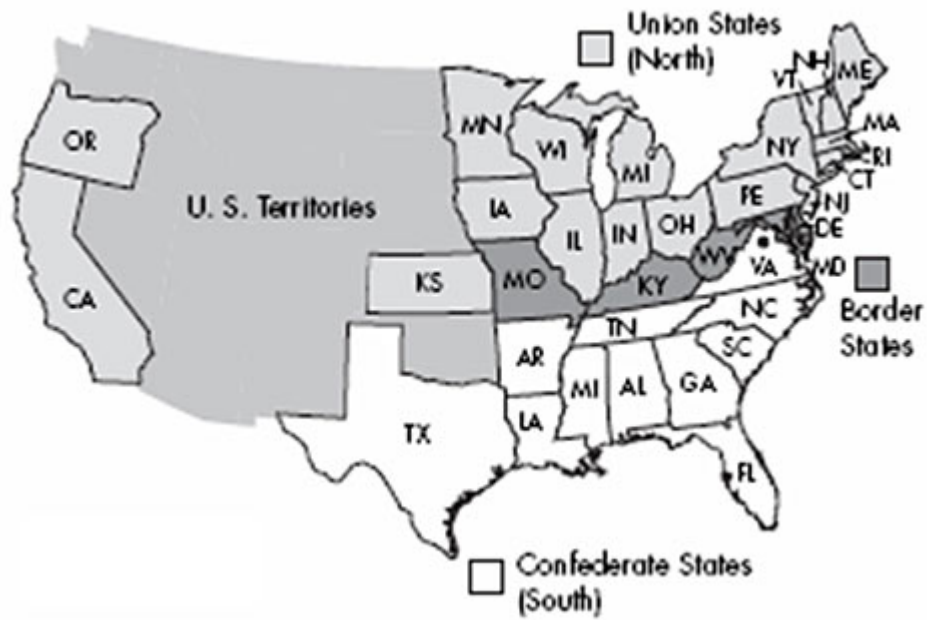 Union States
(North)
NH
VT
ME
OR
MN
WI
MI
NY
MA
RI
CT
PE
NJ
DE
MD
U. S. Territories
IA
IL
IN
OH
WV
VA
CA
KS
MO
KY
Border
States
TN
NC
SC
AR
MI
AL
GA
TX
LA
FL
Confederate States
(South)